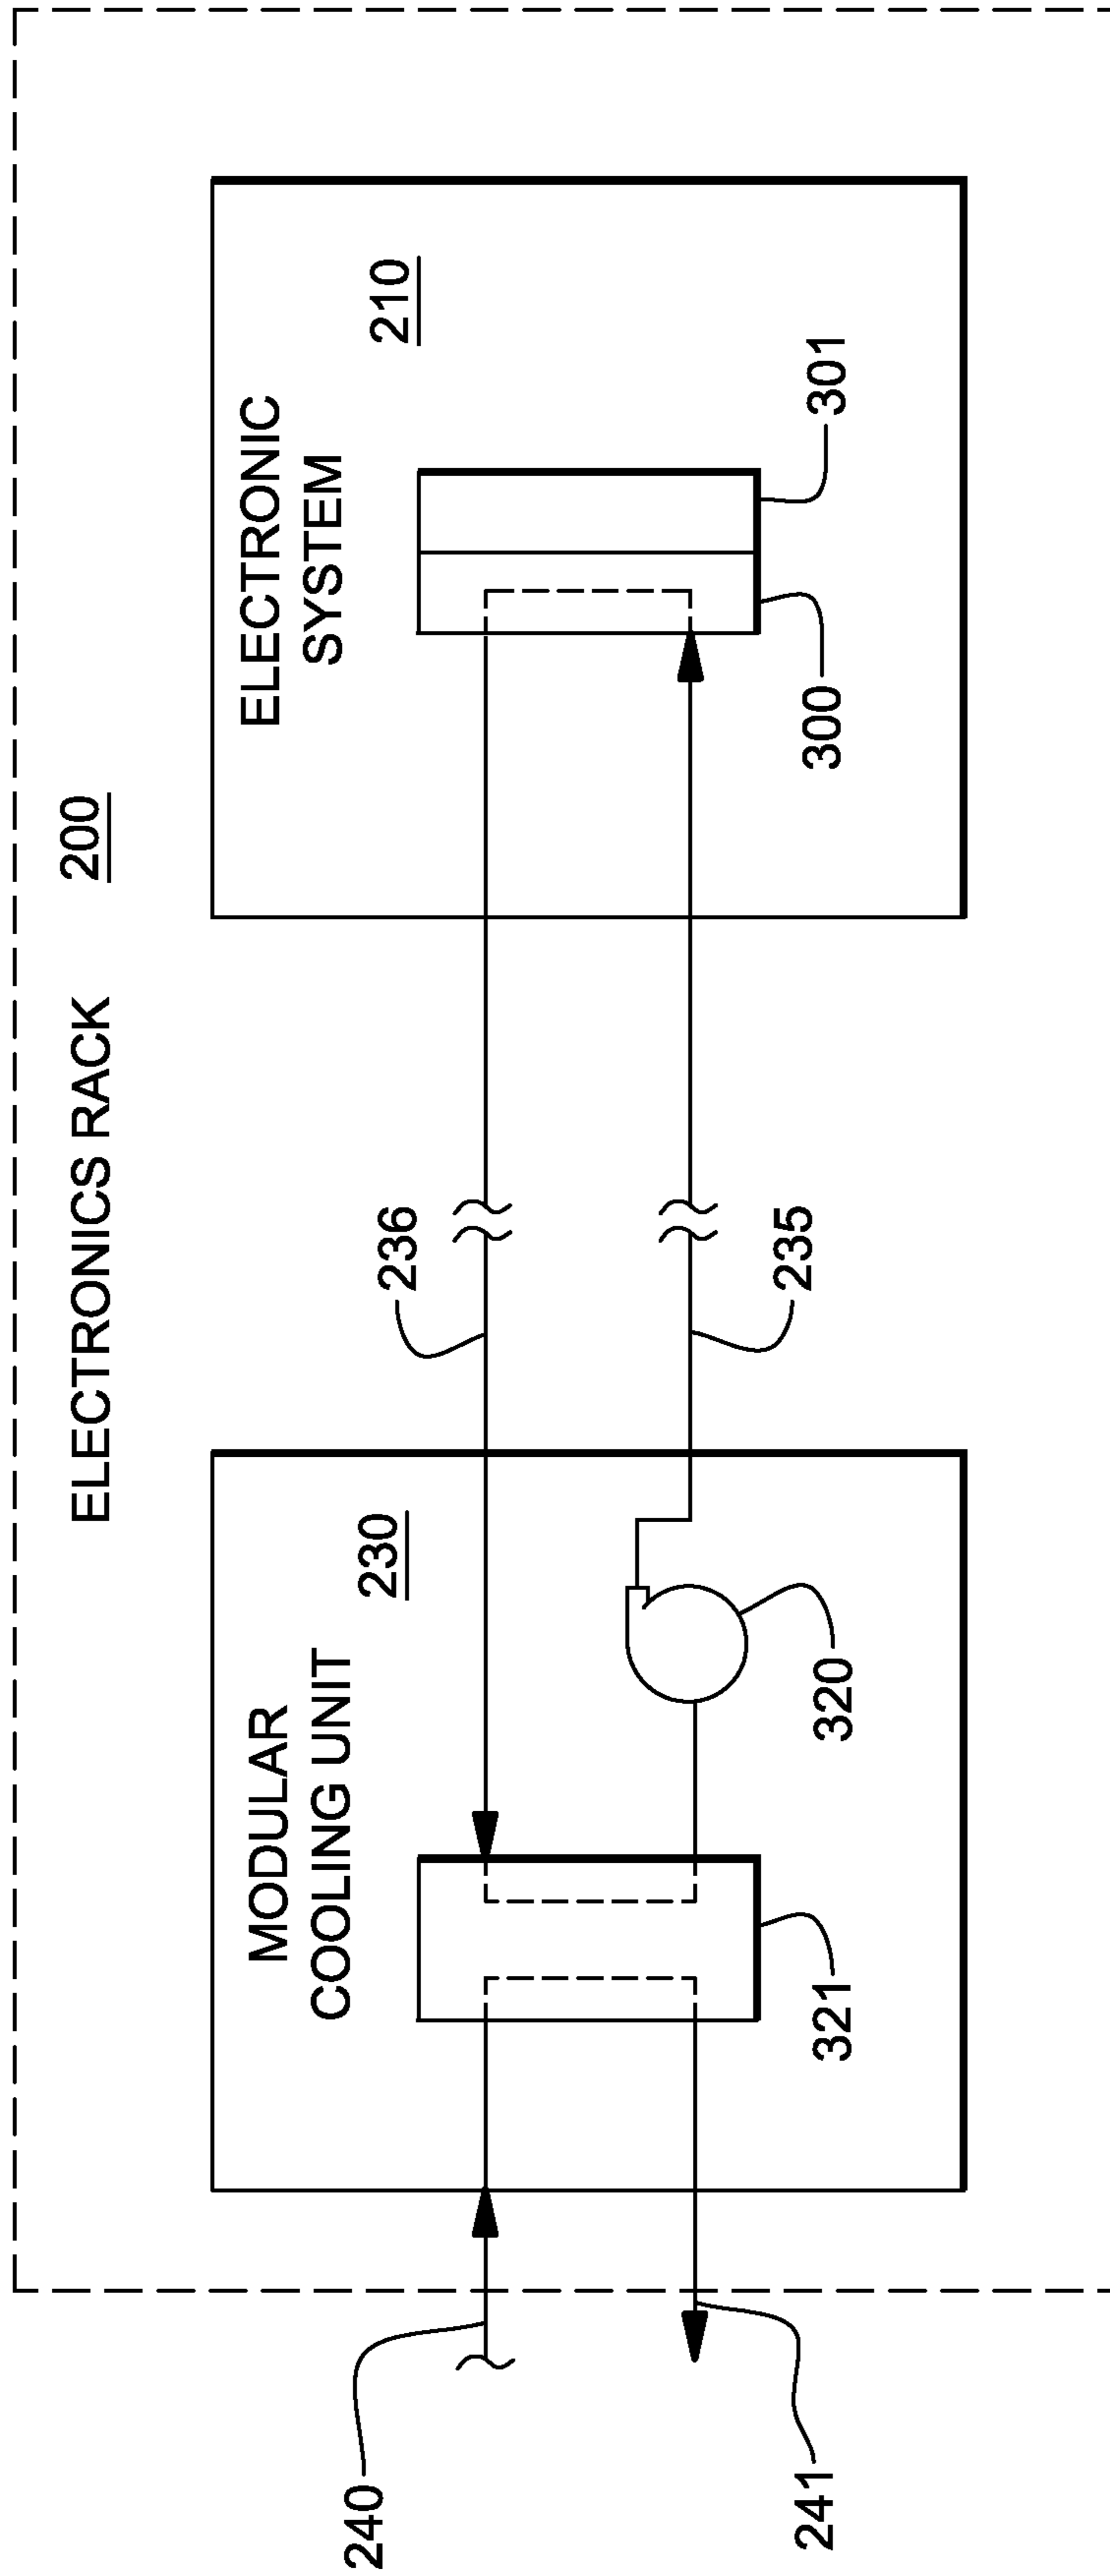 ELECTRONICS RACK 200
MODULAR
COOLING UNIT
230
ELECTRONIC
SYSTEM
210
240
236
241
321
320
235
300
301